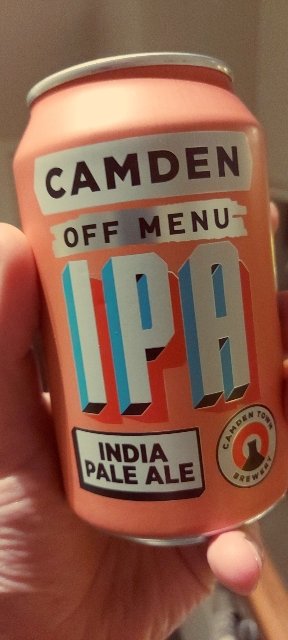 CAMDEN
OFF MENU
IPA
INDIA
PALE ALE
CAMDEN TOWN
BREWERY